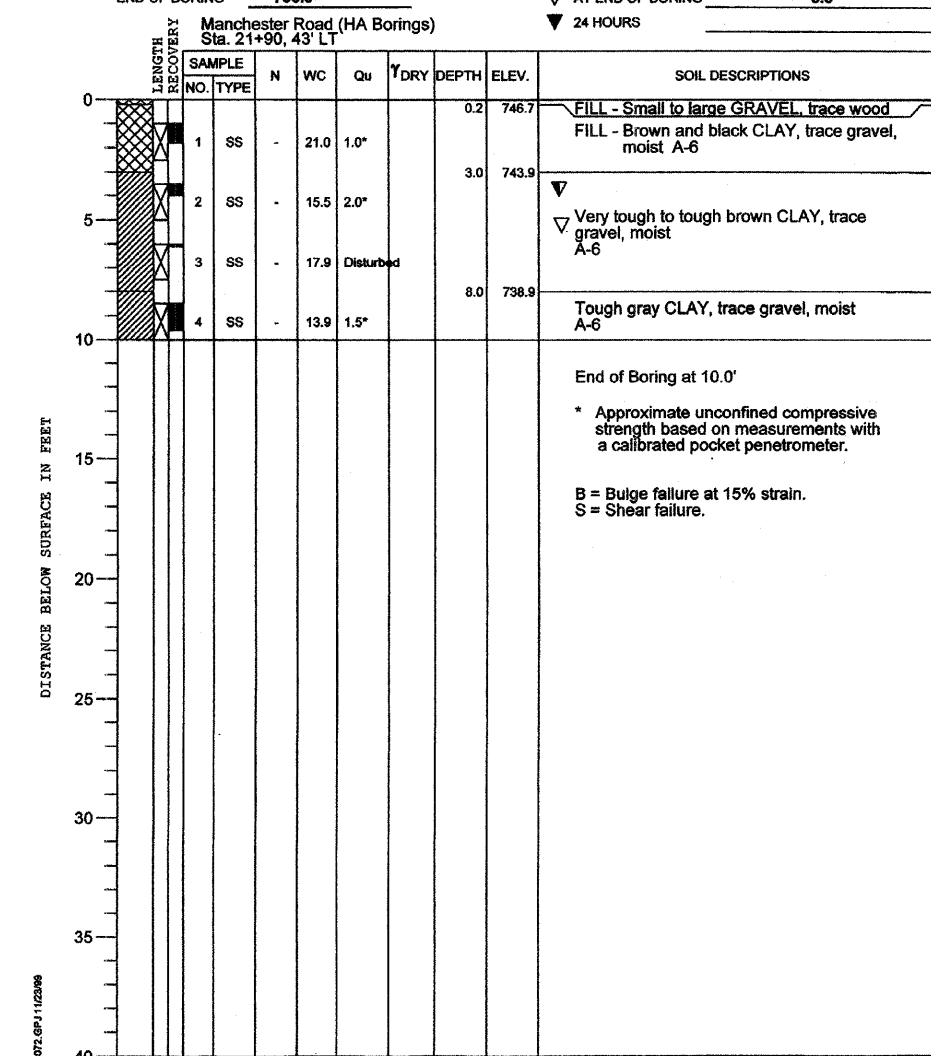 24 HOURS
Manchester Road (HA Borings)
Sta. 21+90, 43' LT
LENGTH
RECOVERY
SAMPLE
NO. TYPE N WC Qu γDRY DEPTH ELEV. SOIL DESCRIPTIONS
0 0.2 746.7 FILL - Small to large GRAVEL, trace wood
FILL - Brown and black CLAY, trace gravel,
moist A-6
1 SS - 21.0 1.0*
3.0 743.9
2 SS - 15.5 2.0*
5
Very tough to tough brown CLAY, trace
gravel, moist
A-6
3 SS - 17.9 Disturbed
8.0 738.9
Tough gray CLAY, trace gravel, moist
A-6
4 SS - 13.9 1.5*
10
End of Boring at 10.0'
* Approximate unconfined compressive
strength based on measurements with
a calibrated pocket penetrometer.
15
B = Bulge failure at 15% strain.
S = Shear failure.
20
25
30
35
40
DISTANCE BELOW SURFACE IN FEET
072.GPJ 11/23/99